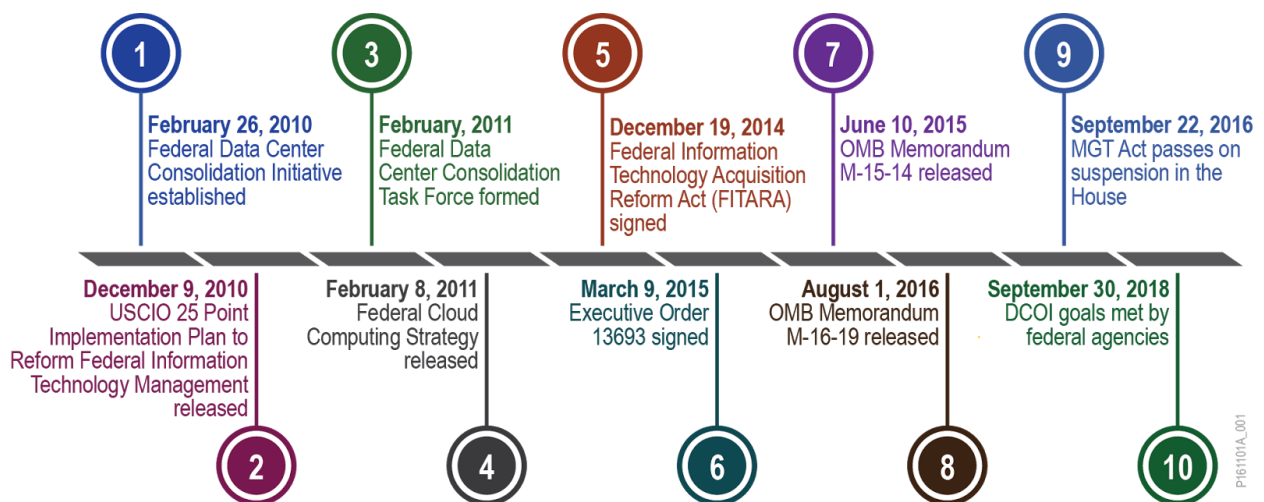 1
February 26, 2010
Federal Data Center
Consolidation Initiative
established
December 9, 2010
USCIO 25 Point
Implementation Plan to
Reform Federal Information
Technology Management
released
2
3
February, 2011
Federal Data
Center Consolidation
Task Force formed
February 8, 2011
Federal Cloud
Computing Strategy
released
4
5
December 19, 2014
Federal Information
Technology Acquisition
Reform Act (FITARA)
signed
March 9, 2015
Executive Order
13693 signed
6
7
June 10, 2015
OMB Memorandum
M-15-14 released
August 1, 2016
OMB Memorandum
M-16-19 released
8
9
September 22, 2016
MGT Act passes on
suspension in the
House
September 30, 2018
DCOI goals met by
federal agencies
10
P161101A_001